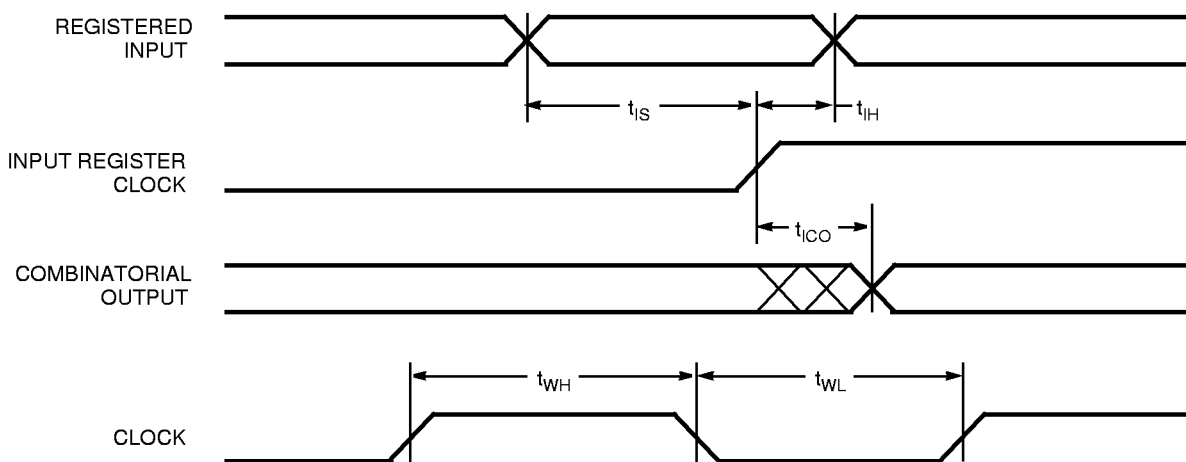 REGISTERED
INPUT
tIS
tIH
INPUT REGISTER
CLOCK
tICO
COMBINATORIAL
OUTPUT
tWH
tWL
CLOCK